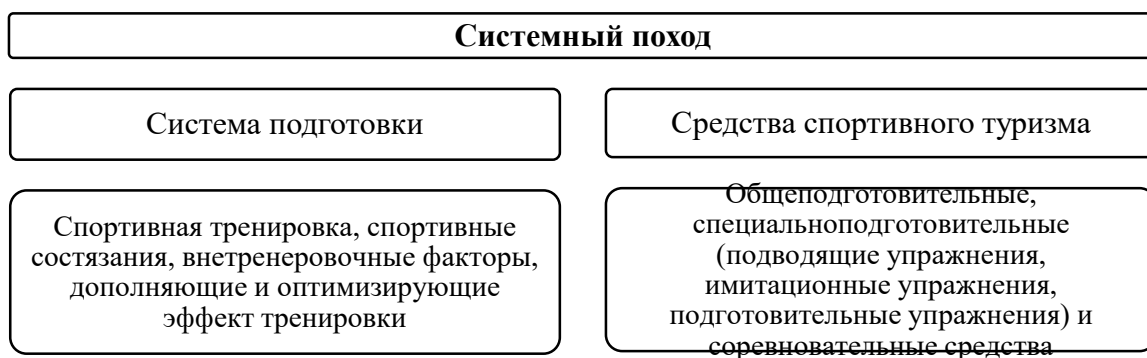 Системный поход
Система подготовки
Средства спортивного туризма
Спортивная тренировка, спортивные
состязания, внетренеровочные факторы,
дополняющие и оптимизирующие
эффект тренировки
Общеподготовительные,
специальноподготовительные
(подводящие упражнения,
имитационные упражнения,
подготовительные упражнения) и
соревновательные средства